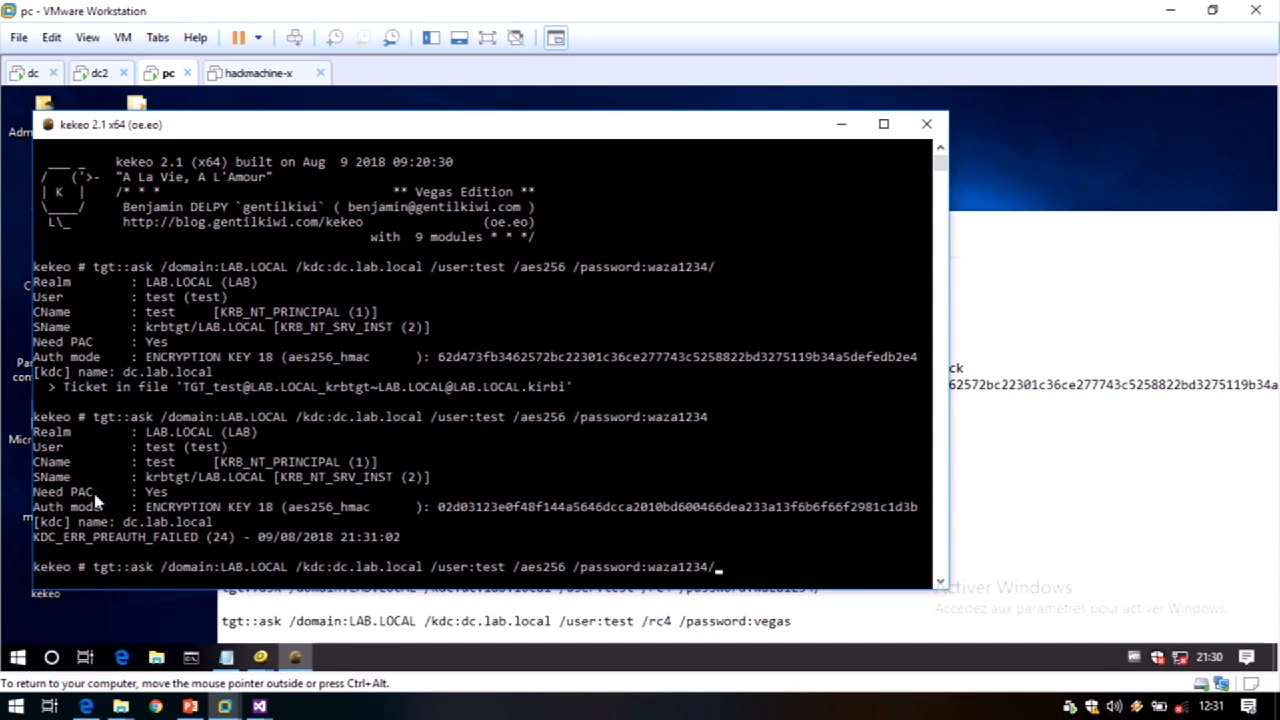 pc - VMware Workstation
File Edit View VM Tabs Help
dc dc2 pc hackmachine-x
Adm
kekeo 2.1 x64 (oe.eo)
kekeo 2.1 (x64) built on Aug  9 2018 09:20:30
"A La Vie, A L'Amour"
/* * *
** Vegas Edition **
Benjamin DELPY `gentilkiwi` ( benjamin@gentilkiwi.com )
http://blog.gentilkiwi.com/kekeo (oe.eo)
with  9 modules * * */
kekeo # tgt::ask /domain:LAB.LOCAL /kdc:dc.lab.local /user:test /aes256 /password:waza1234/
Realm : LAB.LOCAL (LAB)
User : test (test)
CName : test [KRB_NT_PRINCIPAL (1)]
SName : krbtgt/LAB.LOCAL [KRB_NT_SRV_INST (2)]
Need PAC : Yes
Auth mode : ENCRYPTION KEY 18 (aes256_hmac ): 62d473fb3462572bc22301c36ce277743c5258822bd3275119b34a5defedb2e4
[kdc] name: dc.lab.local
> Ticket in file 'TGT_test@LAB.LOCAL_krbtgt~LAB.LOCAL@LAB.LOCAL.kirbi'
kekeo # tgt::ask /domain:LAB.LOCAL /kdc:dc.lab.local /user:test /aes256 /password:waza1234
Realm : LAB.LOCAL (LAB)
User : test (test)
CName : test [KRB_NT_PRINCIPAL (1)]
SName : krbtgt/LAB.LOCAL [KRB_NT_SRV_INST (2)]
Need PAC : Yes
Auth mode : ENCRYPTION KEY 18 (aes256_hmac ): 02d03123e0f48f144a5646dcca2010bd600466dea233a13f6b6f66f2981c1d3b
[kdc] name: dc.lab.local
KDC_ERR_PREAUTH_FAILED (24) - 09/08/2018 21:31:02
kekeo # tgt::ask /domain:LAB.LOCAL /kdc:dc.lab.local /user:test /aes256 /password:waza1234/_
ck
62572bc22301c36ce277743c5258822bd3275119b34a5defedb2e4
Pa
con
Micr
kekeo
Activer Windows
Accédez aux paramètres pour activer Windows.
tgt::ask /domain:LAB.LOCAL /kdc:dc.lab.local /user:test /rc4 /password:vegas
21:30
To return to your computer, move the mouse pointer outside or press Ctrl+Alt.
12:31